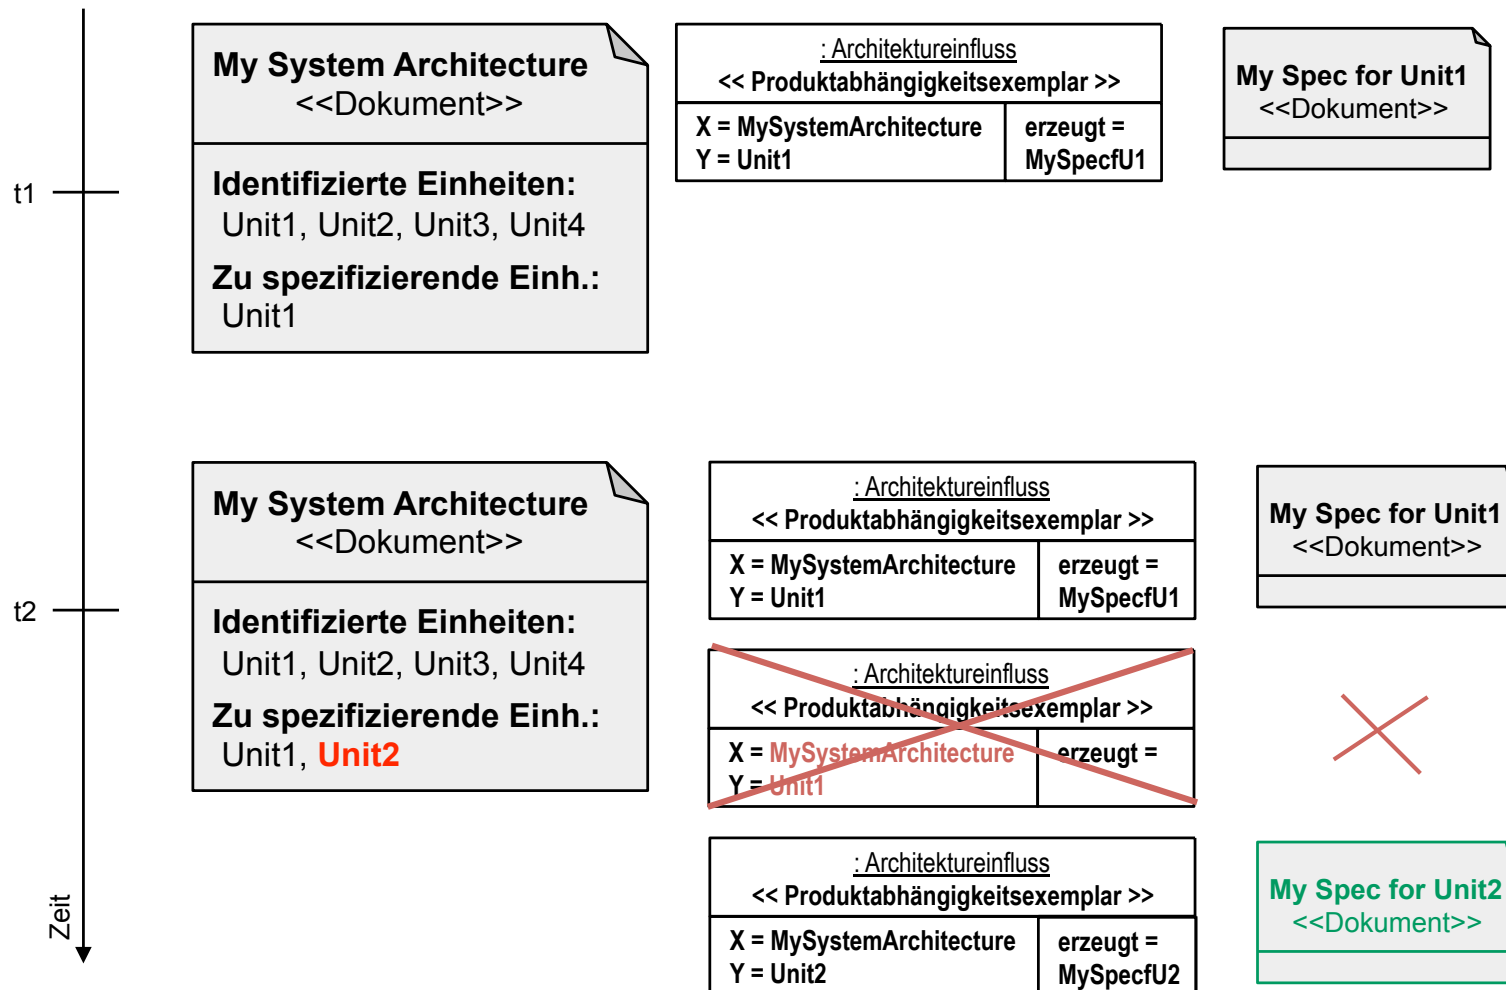 My System Architecture
<<Dokument>>
Identifizierte Einheiten:
Unit1, Unit2, Unit3, Unit4
Zu spezifizierende Einh.:
Unit1
: Architektureinfluss
<< Produktabhängigkeitsexemplar >>
X = MySystemArchitecture
Y = Unit1
erzeugt =
MySpecfU1
My Spec for Unit1
<<Dokument>>
t1
My System Architecture
<<Dokument>>
Identifizierte Einheiten:
Unit1, Unit2, Unit3, Unit4
Zu spezifizierende Einh.:
Unit1, Unit2
: Architektureinfluss
<< Produktabhängigkeitsexemplar >>
X = MySystemArchitecture
Y = Unit1
erzeugt =
MySpecfU1
My Spec for Unit1
<<Dokument>>
t2
: Architektureinfluss
<< Produktabhängigkeitsexemplar >>
X = MySystemArchitecture
Y = Unit1
erzeugt =
: Architektureinfluss
<< Produktabhängigkeitsexemplar >>
X = MySystemArchitecture
Y = Unit2
erzeugt =
MySpecfU2
My Spec for Unit2
<<Dokument>>
Zeit